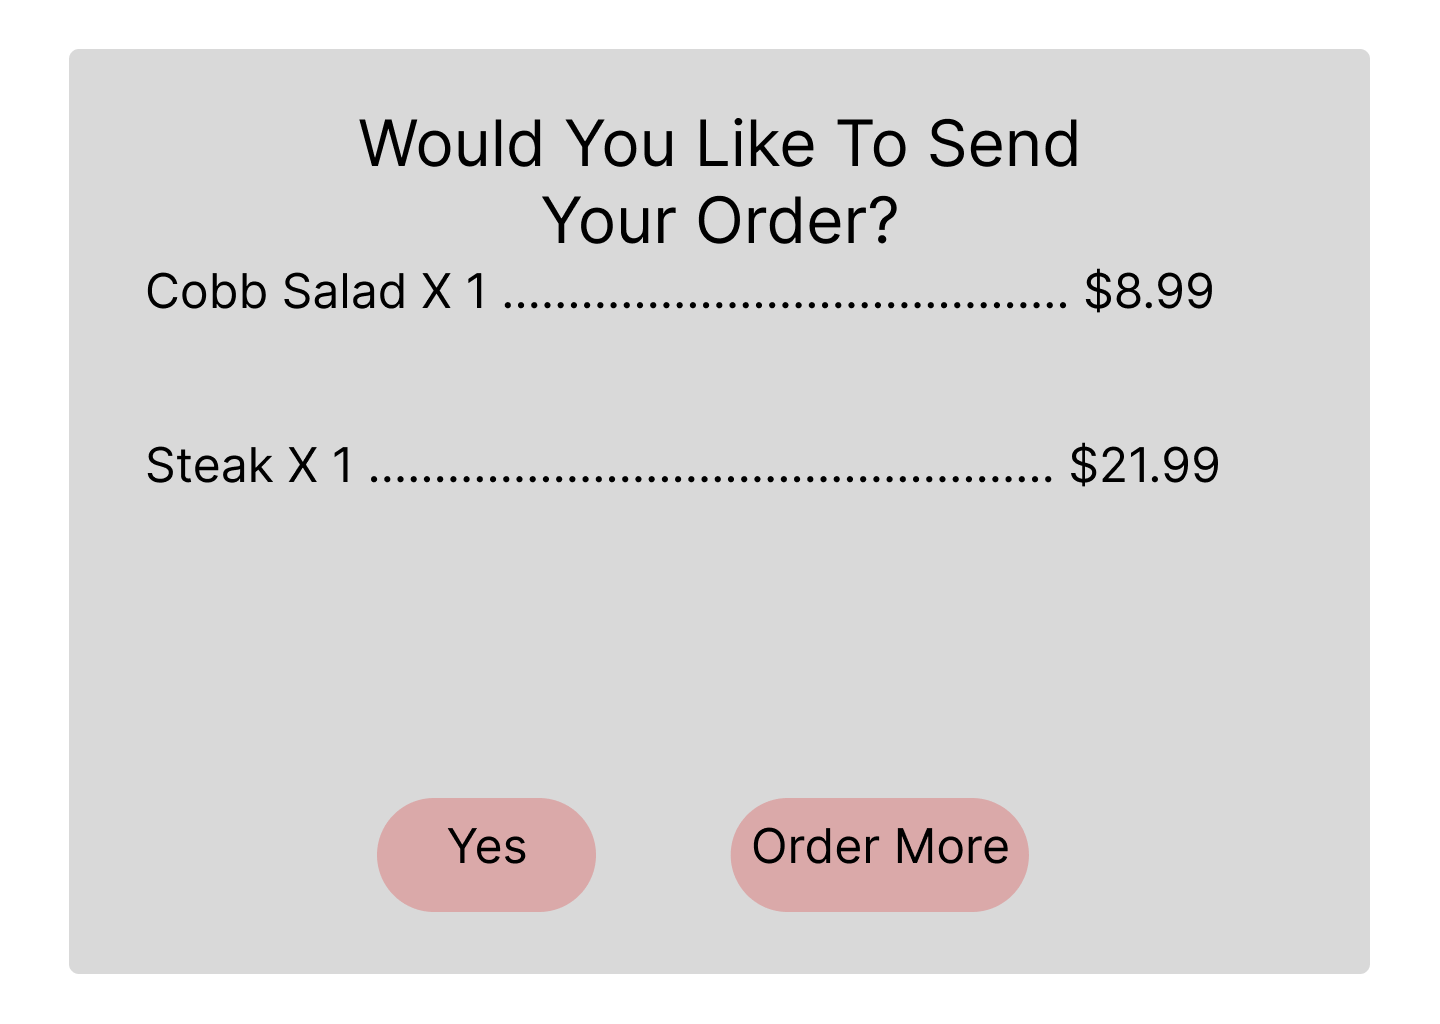 Would You Like To Send
Your Order?
Cobb Salad X 1 ........................................... $8.99
Steak X 1 .................................................... $21.99
Yes
Order More